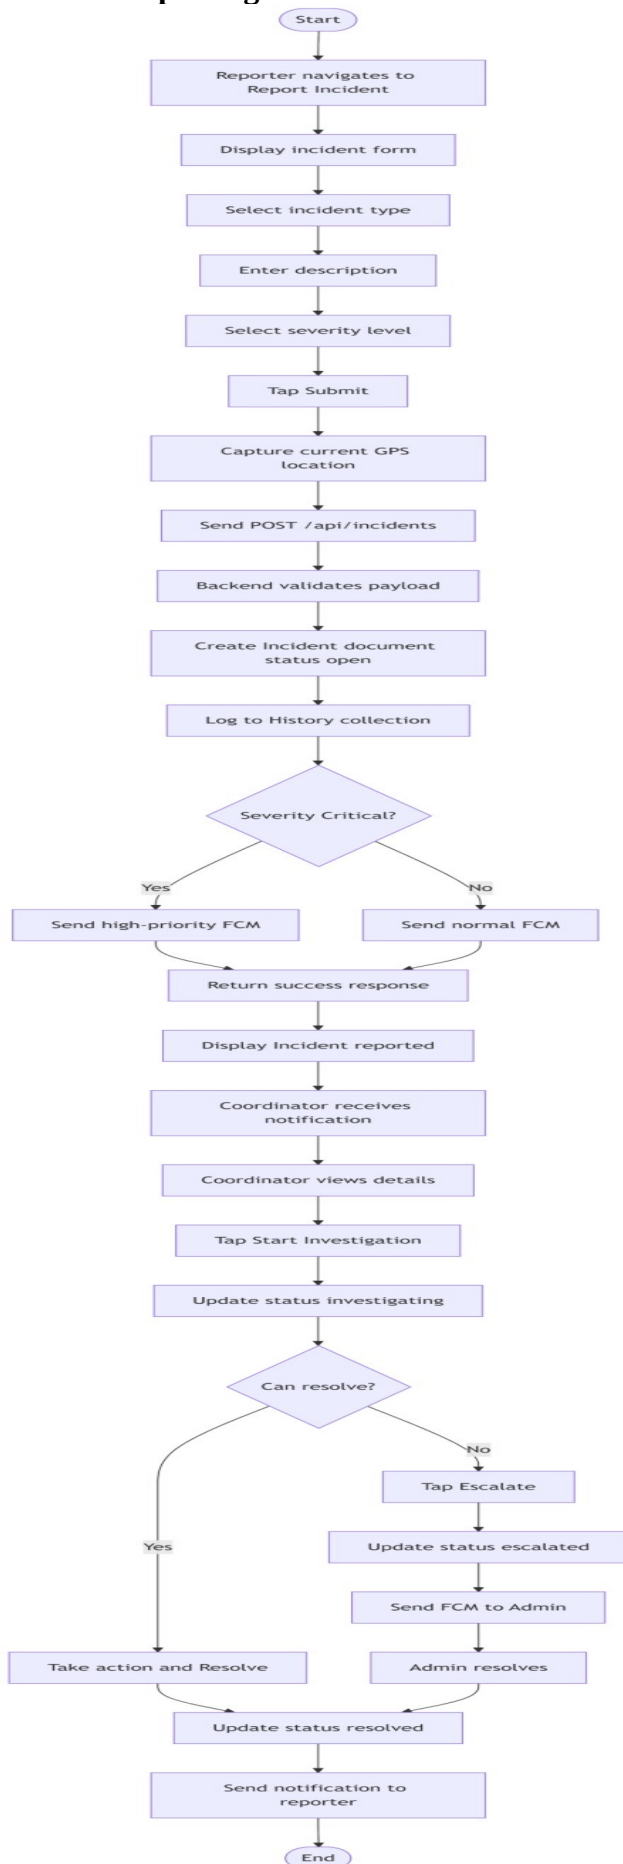 Start
Reporter navigates to
Report Incident
Display incident form
Select incident type
Enter description
Select severity level
Tap Submit
Capture current GPS
location
Send POST /api/incidents
Backend validates payload
Create Incident document
status open
Log to History collection
Severity Critical?
Yes
No
Send high-priority FCM
Send normal FCM
Return success response
Display Incident reported
Coordinator receives
notification
Coordinator views details
Tap Start Investigation
Update status investigating
Can resolve?
No
Tap Escalate
Yes
Update status escalated
Send FCM to Admin
Take action and Resolve
Admin resolves
Update status resolved
Send notification to
reporter
End